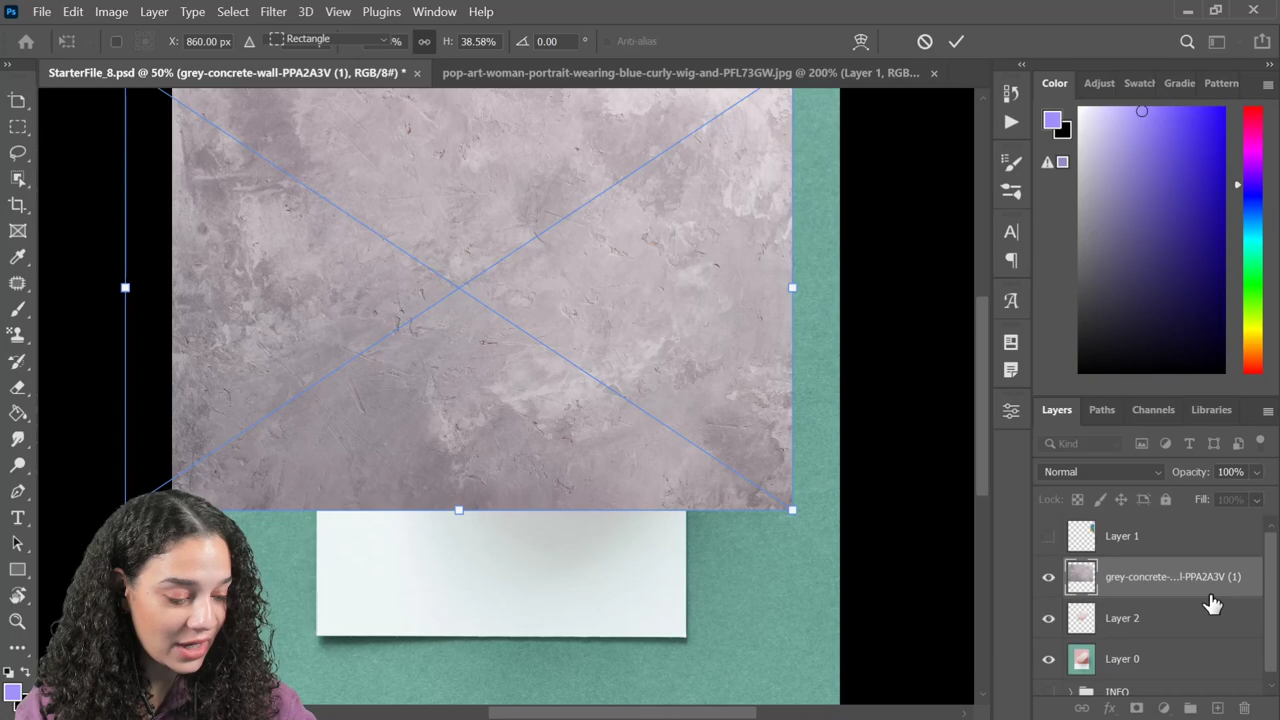 Ps File Edit Image Layer Type Select Filter 3D View Plugins Window Help
X: 860.00 px Rectangle % H: 38.58% 0.00 ° Anti-alias
StarterFile_8.psd @ 50% (grey-concrete-wall-PPA2A3V (1), RGB/8#) * × pop-art-woman-portrait-wearing-blue-curly-wig-and-PFL73GW.jpg @ 200% (Layer 1, RGB... ×
Color Adjust Swatch Gradie Pattern
Layers Paths Channels Libraries
Kind
Normal Opacity: 100%
Lock: Fill: 100%
Layer 1
grey-concrete-...l-PPA2A3V (1)
Layer 2
Layer 0
INFO